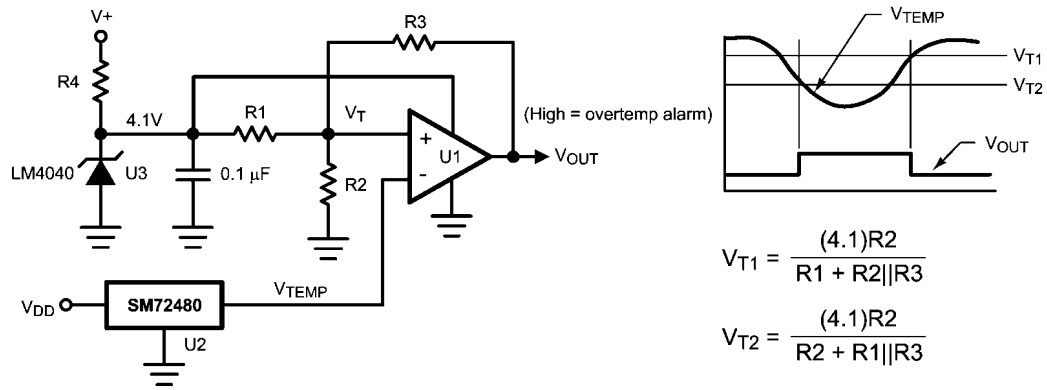 V+
R4
4.1V
LM4040
U3
0.1 µF
R1
R3
VT
R2
+
-
U1
(High = overtemp alarm)
VOUT
VDD
SM72480
U2
VTEMP
VTEMP
VT1
VT2
VOUT
VT1 = (4.1)R2
R1 + R2||R3
VT2 = (4.1)R2
R2 + R1||R3